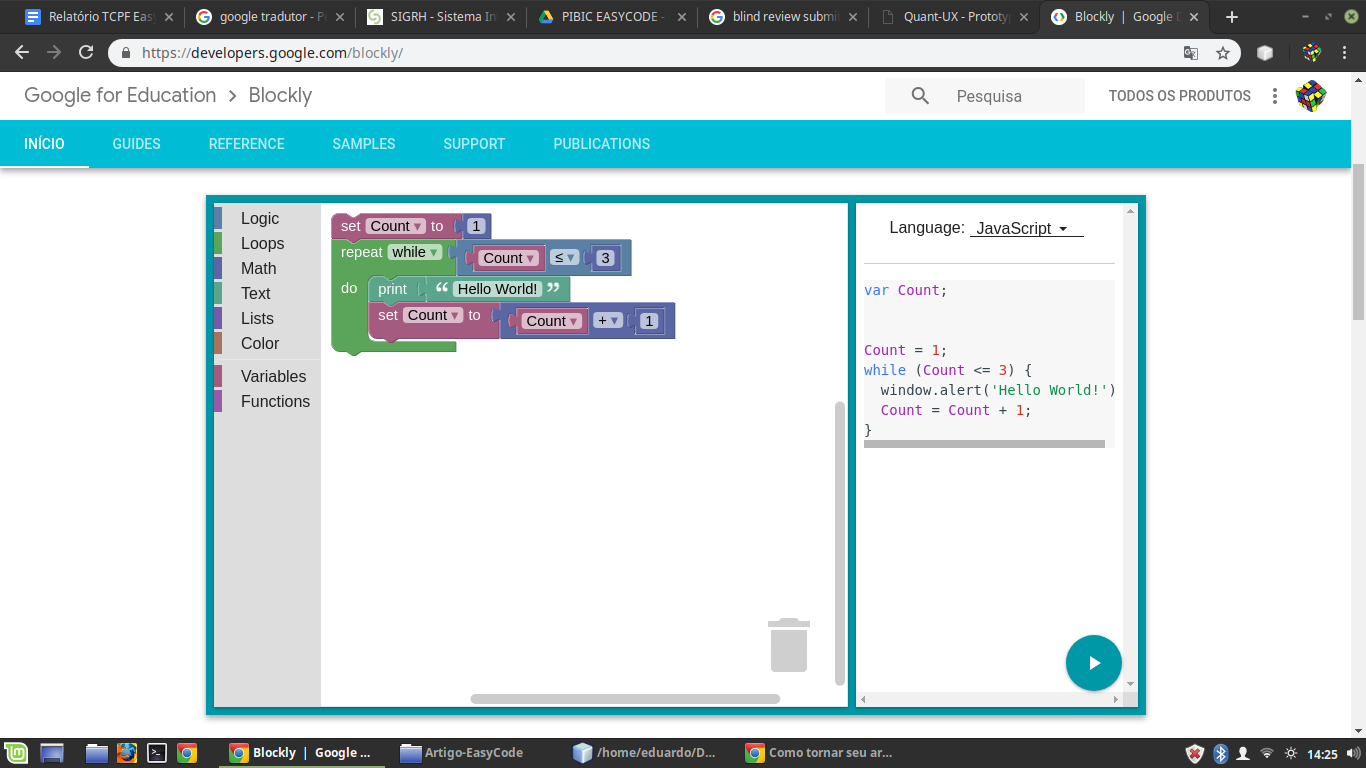 Relatório TCPF Eas
google tradutor - P
SIGRH - Sistema In
PIBIC EASYCODE -
blind review submi
Quant-UX - Prototy
Blockly | Google D
https://developers.google.com/blockly/
Google for Education > Blockly
Pesquisa
TODOS OS PRODUTOS
INÍCIO
GUIDES
REFERENCE
SAMPLES
SUPPORT
PUBLICATIONS
Logic
Loops
Math
Text
Lists
Color
Variables
Functions
set Count ▾ to 1
repeat while ▾ Count ▾ ≤ ▾ 3
do print “ Hello World! ”
set Count ▾ to Count ▾ + ▾ 1
Language: JavaScript
var Count;
Count = 1;
while (Count <= 3) {
window.alert('Hello World!')
Count = Count + 1;
}
Blockly | Google ...
Artigo-EasyCode
/home/eduardo/D...
Como tornar seu ar...
14:25